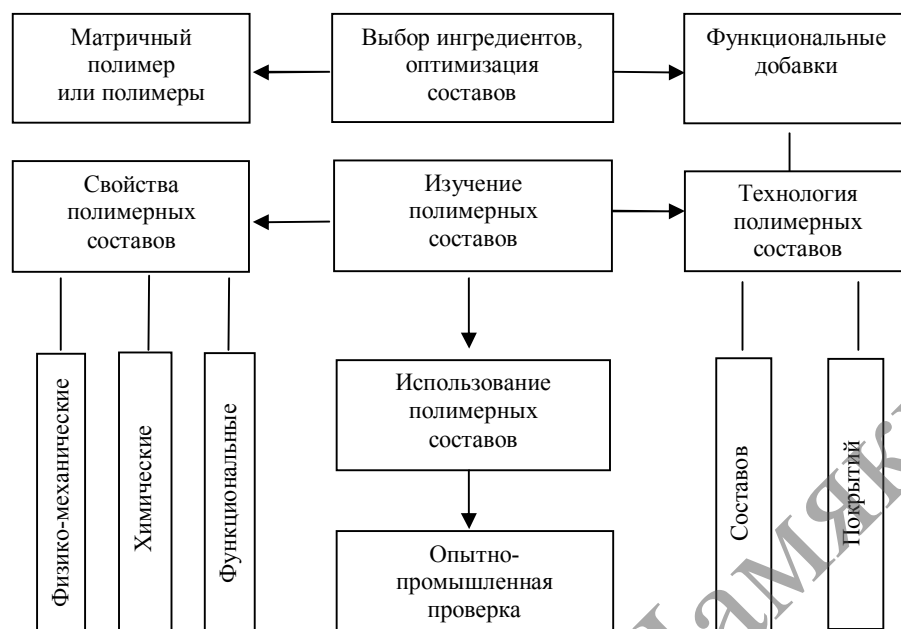 Матричный
полимер
или полимеры
Выбор ингредиентов,
оптимизация
составов
Функциональные
добавки
Свойства
полимерных
составов
Изучение
полимерных
составов
Технология
полимерных
составов
Физико-механические
Химические
Функциональные
Использование
полимерных
составов
Составов
Покрытий
Опытно-
промышленная
проверка